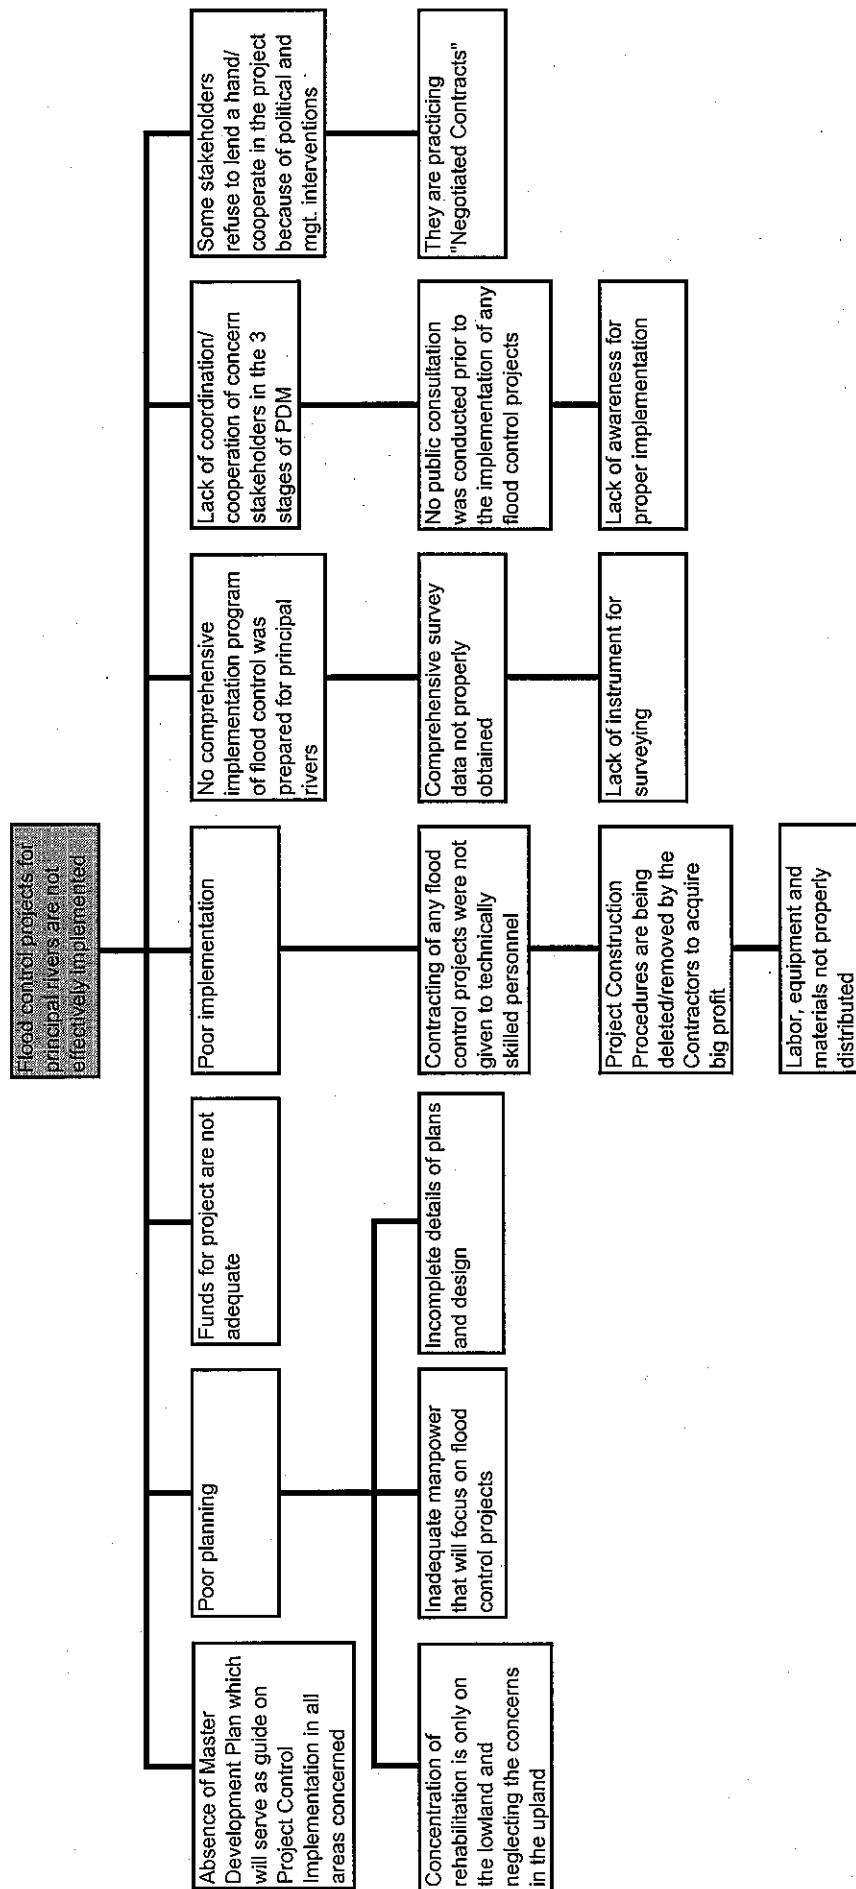 Flood control projects for
principal rivers are not
effectively implemented
Absence of Master
Development Plan which
will serve as guide on
Project Control
Implementation in all
areas concerned
Poor planning
Funds for project are not
adequate
Poor implementation
No comprehensive
implementation program
of flood control was
prepared for principal
rivers
Lack of coordination/
cooperation of concern
stakeholders in the 3
stages of PDM
Some stakeholders
refuse to lend a hand/
cooperate in the project
because of political and
mgt. interventions
Concentration of
rehabilitation is only on
the lowland and
neglecting the concerns
in the upland
Inadequate manpower
that will focus on flood
control projects
Incomplete details of plans
and design
Contracting of any flood
control projects were not
given to technically
skilled personnel
Comprehensive survey
data not properly
obtained
No public consultation
was conducted prior to
the implementation of any
flood control projects
They are practicing
"Negotiated Contracts"
Project Construction
Procedures are being
deleted/removed by the
Contractors to acquire
big profit
Lack of instrument for
surveying
Lack of awareness for
proper implementation
Labor, equipment and
materials not properly
distributed